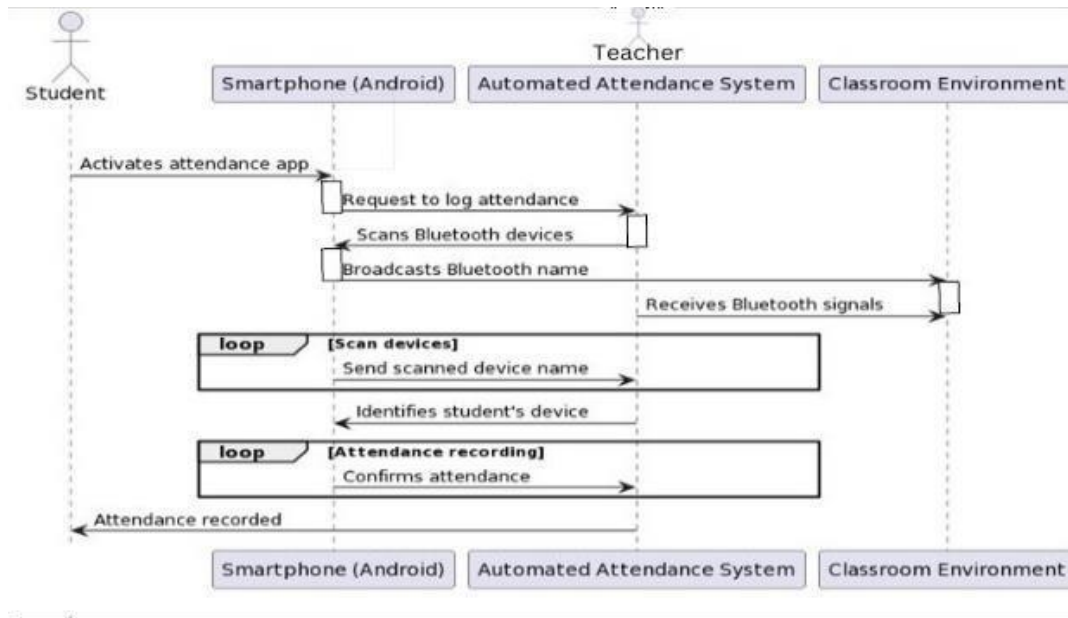 Teacher
Student
Smartphone (Android)
Automated Attendance System
Classroom Environment
Activates attendance app
Request to log attendance
Scans Bluetooth devices
Broadcasts Bluetooth name
Receives Bluetooth signals
loop [Scan devices]
Send scanned device name
Identifies student's device
loop [Attendance recording]
Confirms attendance
Attendance recorded
Smartphone (Android)
Automated Attendance System
Classroom Environment